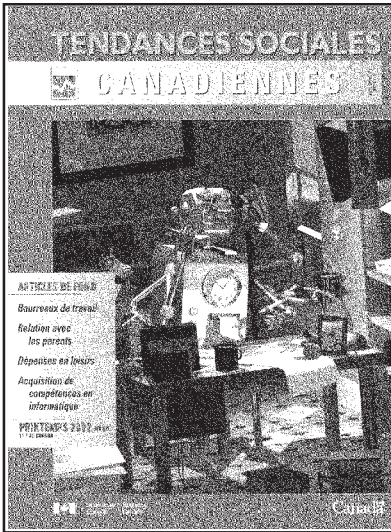 TENDANCES SOCIALES
CANADIENNES
ARTICLES DE FOND
Bourreaux de travail
Relation avec
les parents
Dépenses en loisirs
Acquisition de
compétences en
informatique
PRINTEMPS 2002
Canada